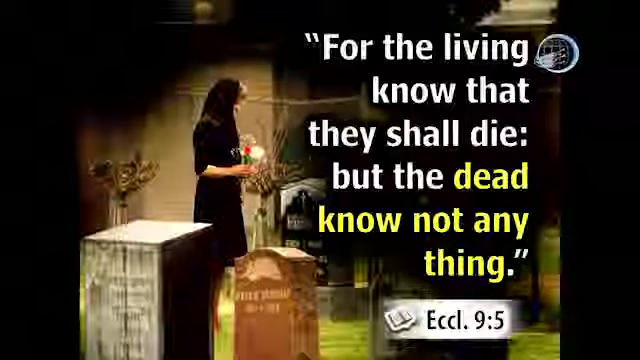 “For the living
know that
they shall die:
but the dead
know not any
thing.”
Eccl. 9:5